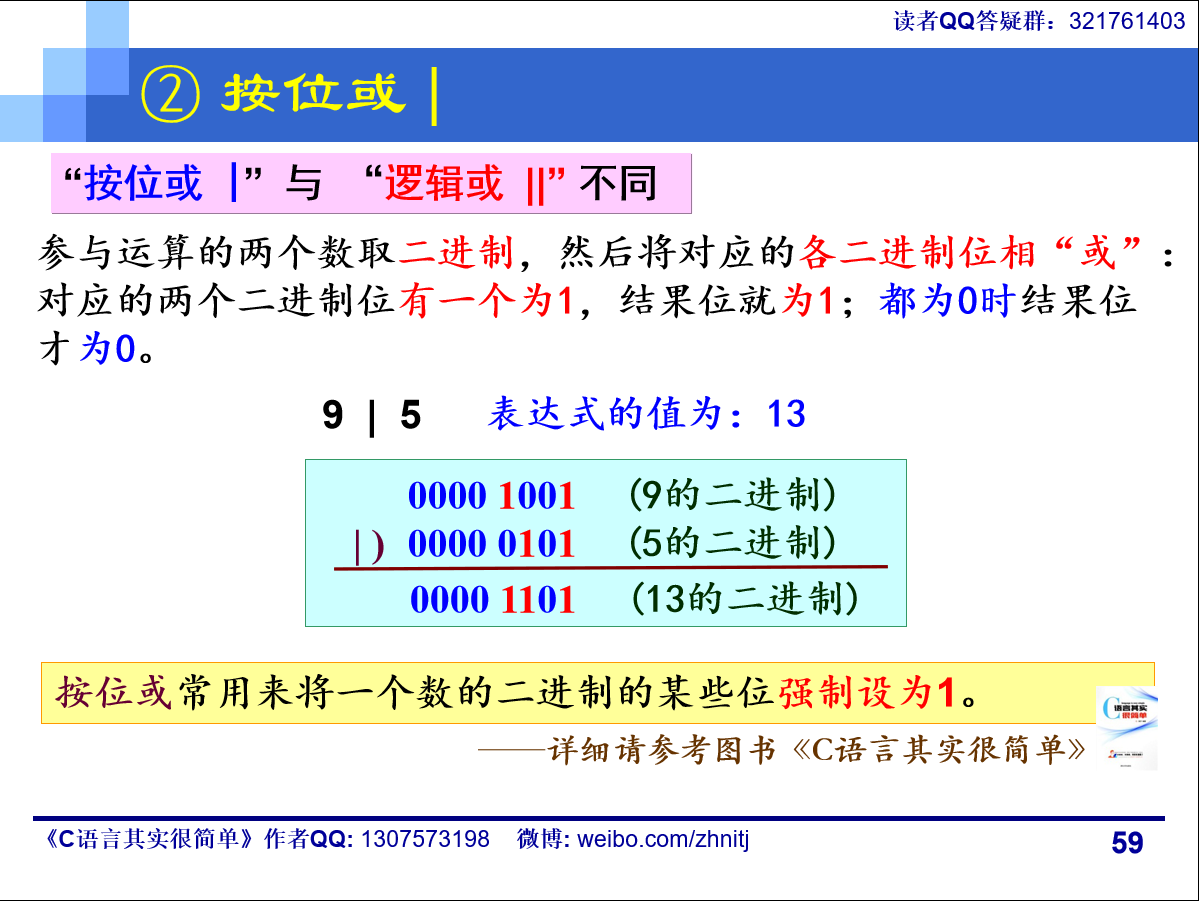 读者QQ答疑群：321761403
② 按位或 |
“按位或 |” 与 “逻辑或 ||” 不同
参与运算的两个数取二进制，然后将对应的各二进制位相“或”：
对应的两个二进制位有一个为1，结果位就为1；都为0时结果位
才为0。
9 | 5 表达式的值为：13
0000 1001 (9的二进制)
|) 0000 0101 (5的二进制)
0000 1101 (13的二进制)
按位或常用来将一个数的二进制的某些位强制设为1。
C语言其实
很简单
——详细请参考图书《C语言其实很简单》
《C语言其实很简单》作者QQ: 1307573198 微博: weibo.com/zhnitj
59